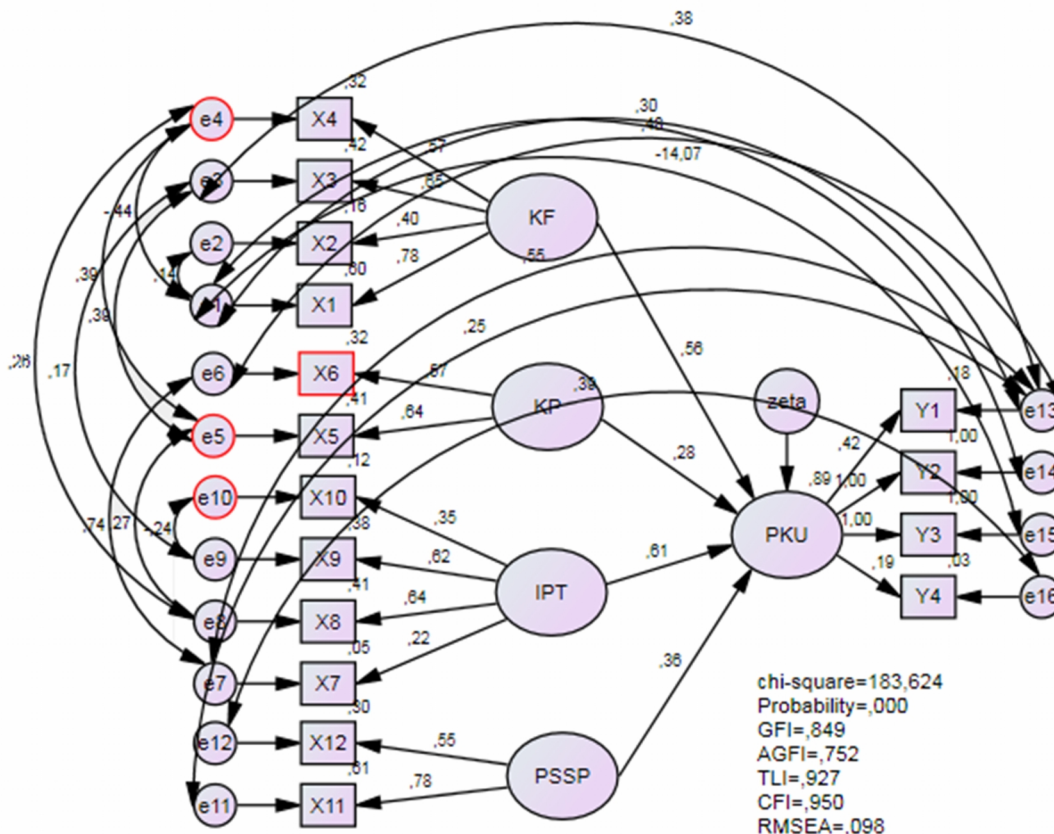 ,38
,32
e4
X4
,30
,48
,42
,57
-14,07
e3
X3
,65
-,44
,16
KF
e2
X2
,40
,55
,39
,14
,60
,78
X1
,39
,32
,25
,26
,17
e6
X6
,67
,39
,56
,41
KP
zeta
,18
e5
X5
,64
Y1
e13
,12
,42
1,00
e10
X10
,28
,89
1,00
Y2
e14
,74
,27
-,24
,38
,35
PKU
1,00
1,00
e9
X9
,62
,61
Y3
e15
,41
IPT
,19
,03
e8
X8
,64
Y4
e16
,05
,22
,36
e7
X7
chi-square=183,624
,30
Probability=,000
e12
X12
,55
GFI=,849
,61
PSSP
AGFI=,752
,78
TLI=,927
e11
X11
CFI=,950
RMSEA=,098